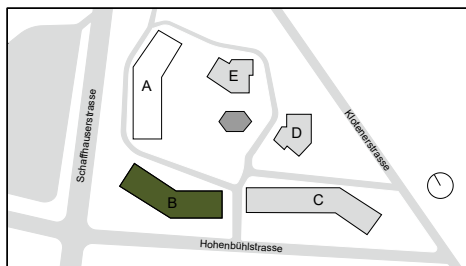 A
E
D
B
C
Schaffhauserstrasse
Klotenerstrasse
Hohenbühlstrasse